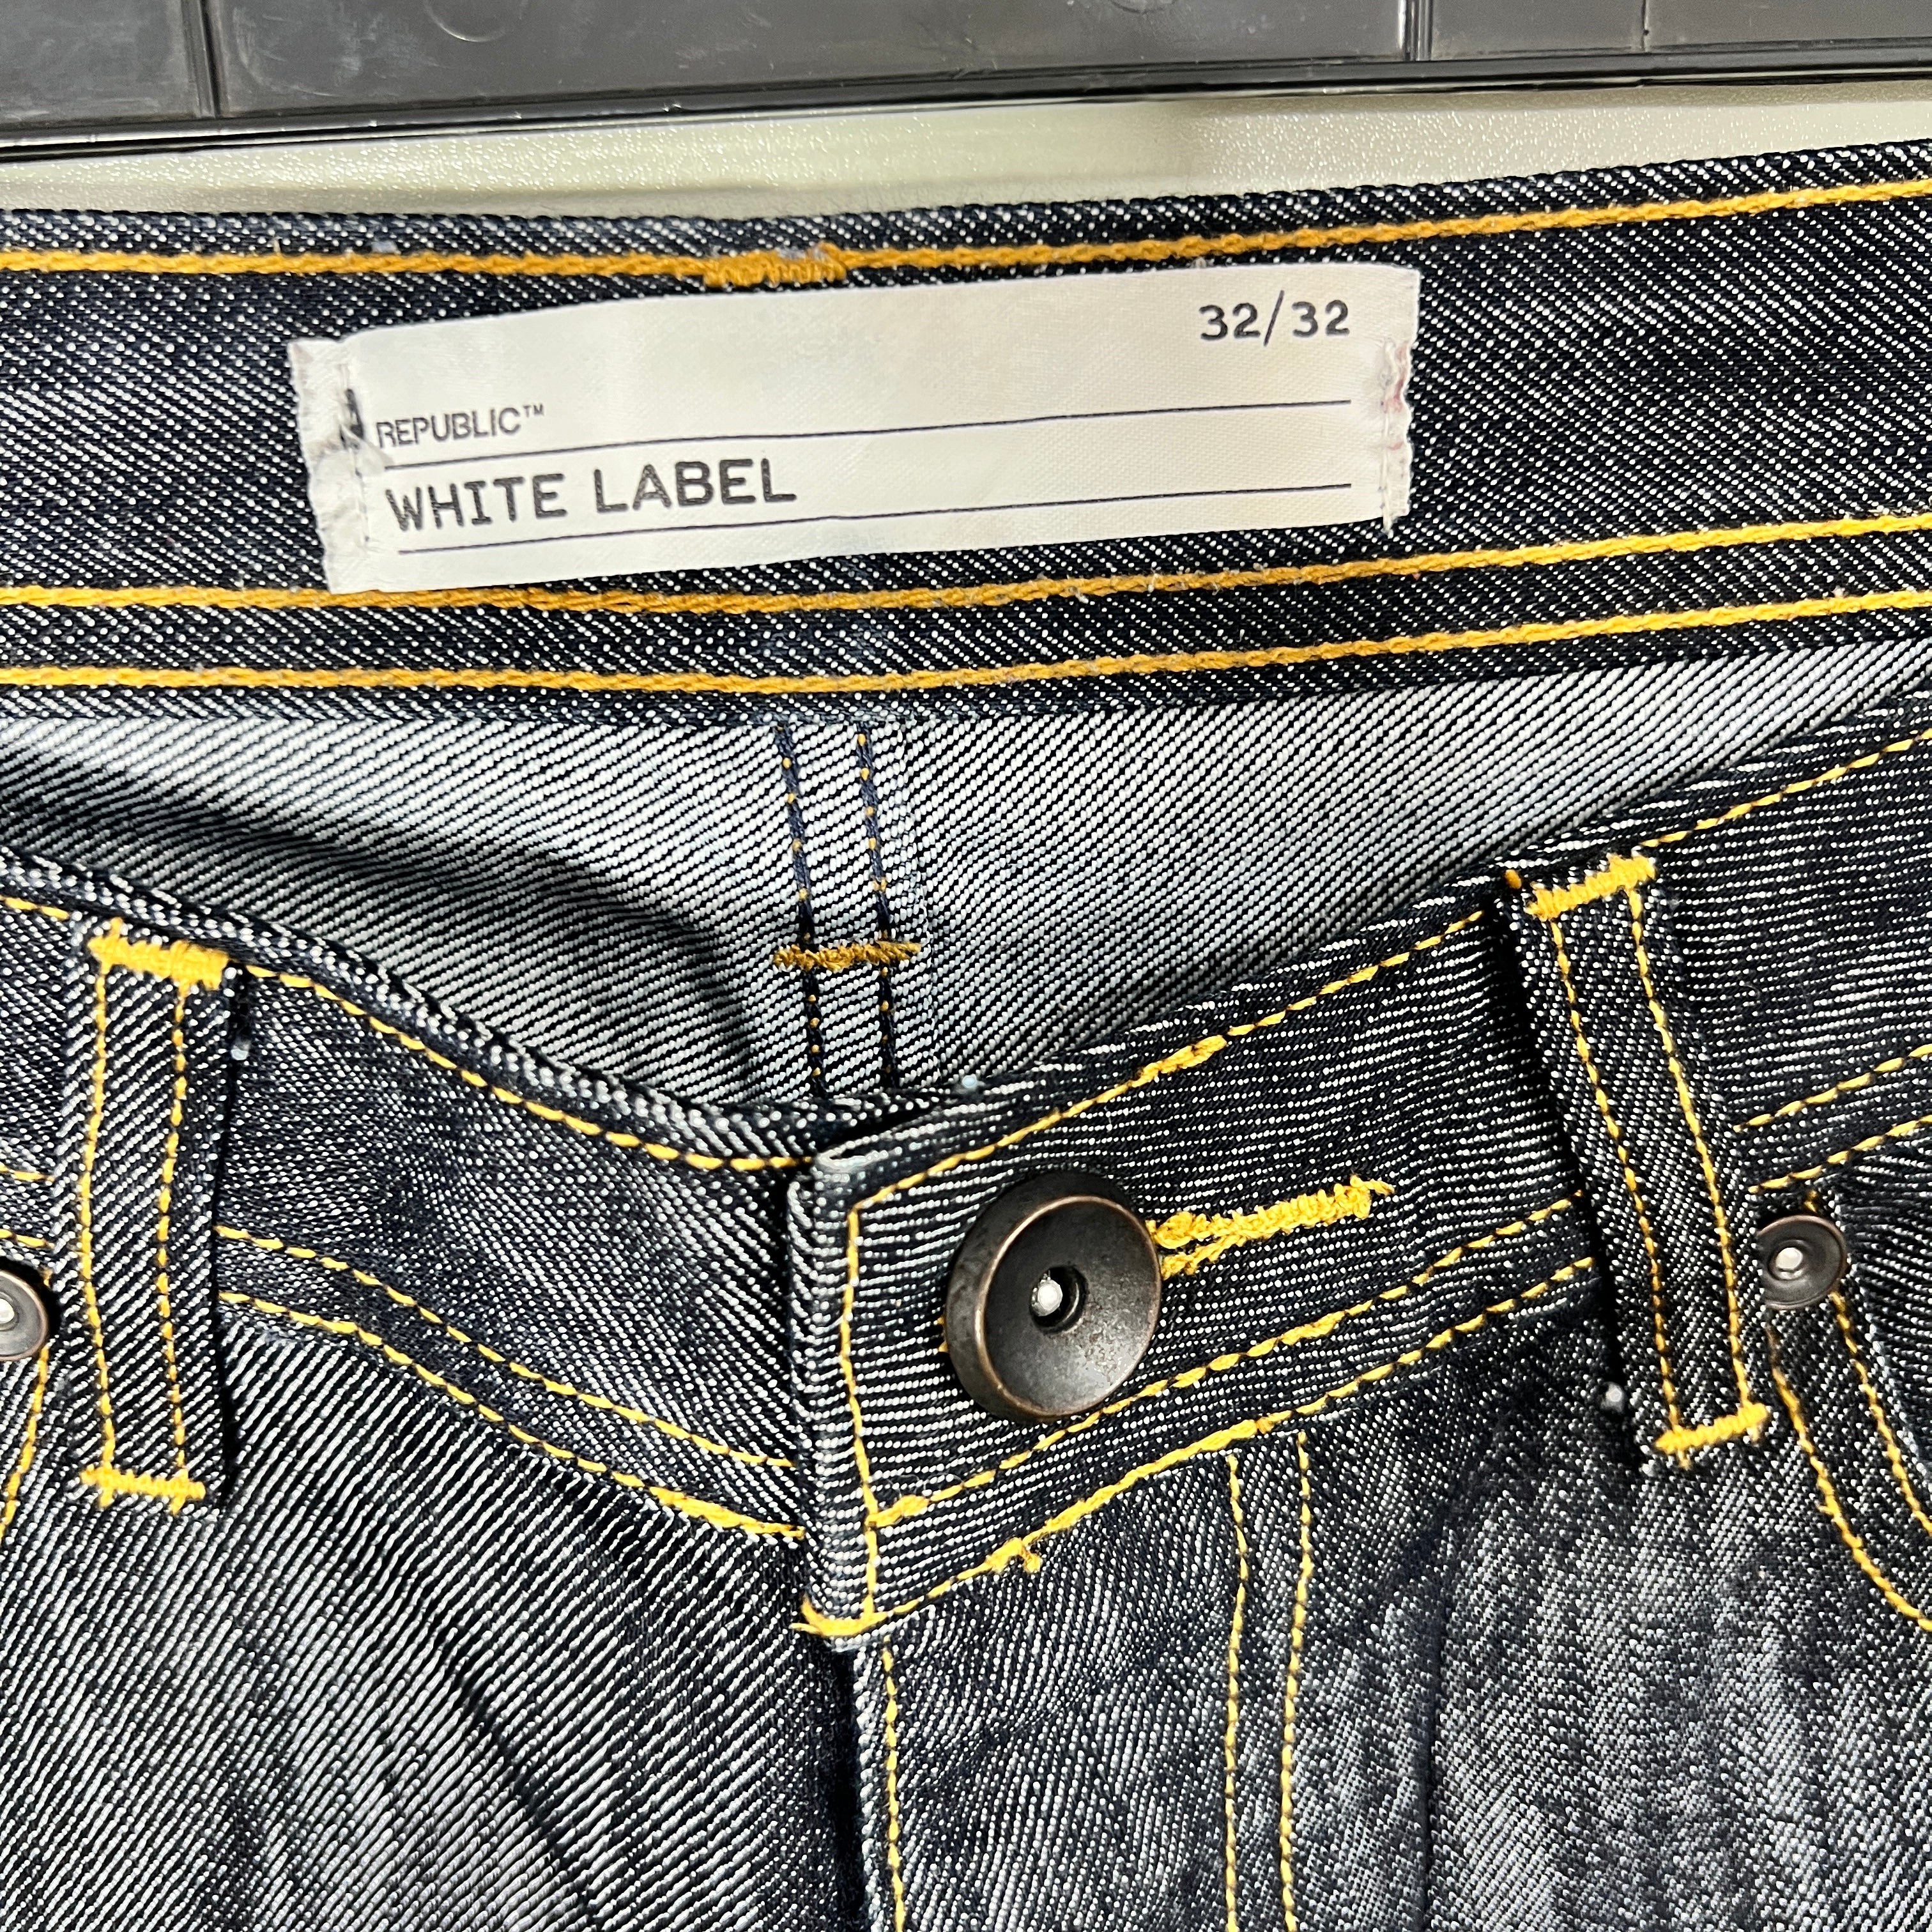 32/32
REPUBLIC™
WHITE LABEL